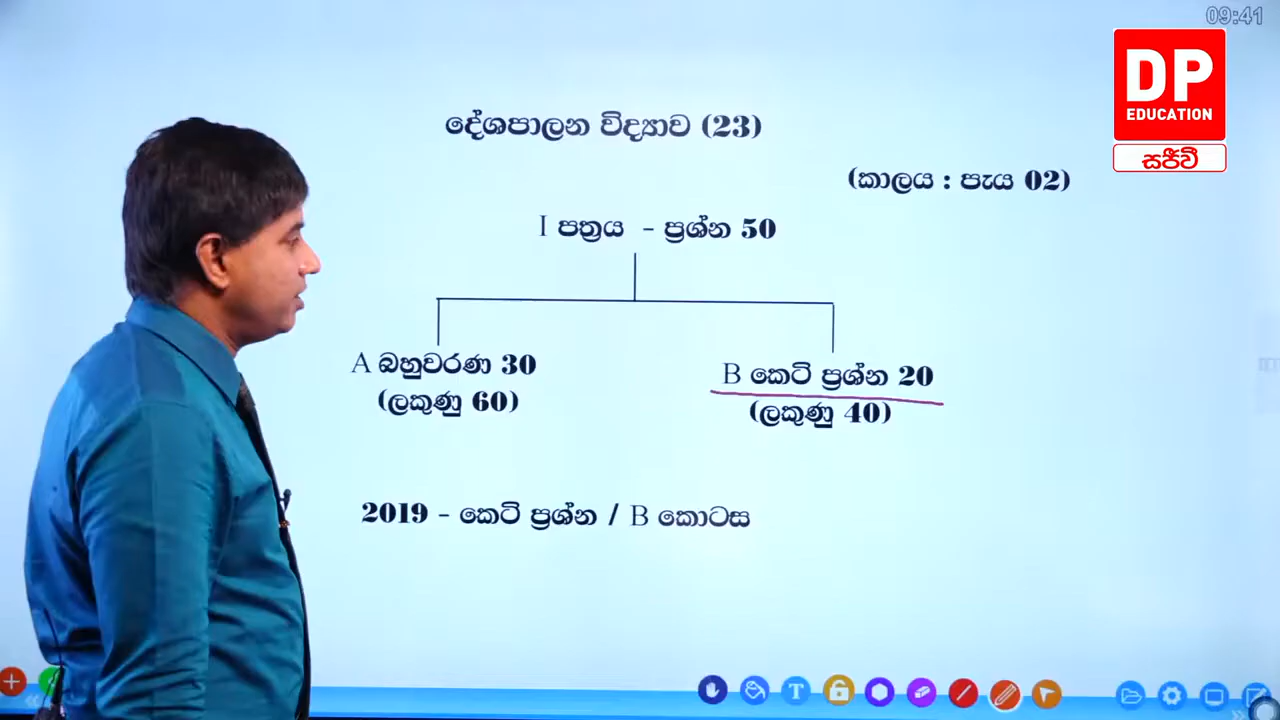 09:41
DP
EDUCATION
සජීවී
දේශපාලන විද්‍යාව (23)
(කාලය : පැය 02)
I පත්‍රය - ප්‍රශ්න 50
A බහුවරණ 30
(ලකුණු 60)
B කෙටි ප්‍රශ්න 20
(ලකුණු 40)
2019 - කෙටි ප්‍රශ්න / B කොටස
T